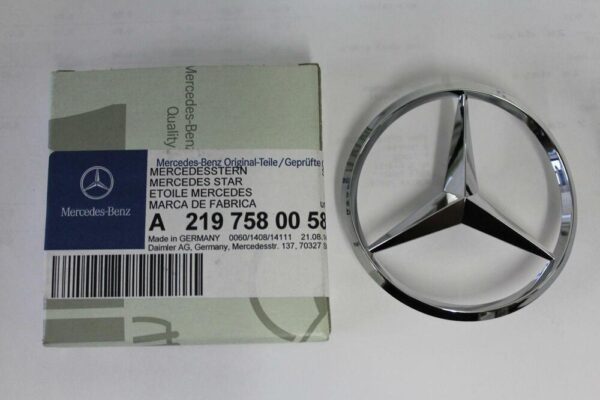 Mercedes-Benz
Quality
Mercedes-Benz Original-Teile/Geprüfte
MERCEDESSTERN
MERCEDES STAR
ETOILE MERCEDES
MARCA DE FABRICA
A 219 758 00 58
Made in GERMANY 0060/1408/14111 21.08.
Daimler AG, Germany, Mercedesstr. 137, 70327
Mercedes-Benz